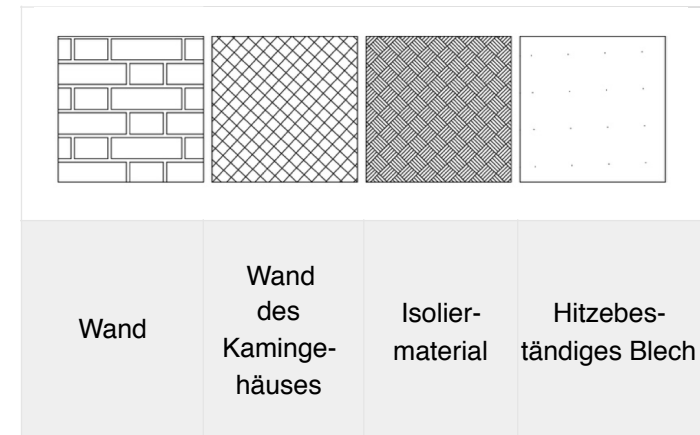 Wand
Wand
des
Kaminge-
häuses
Isolier-
material
Hitzebes-
tändiges Blech